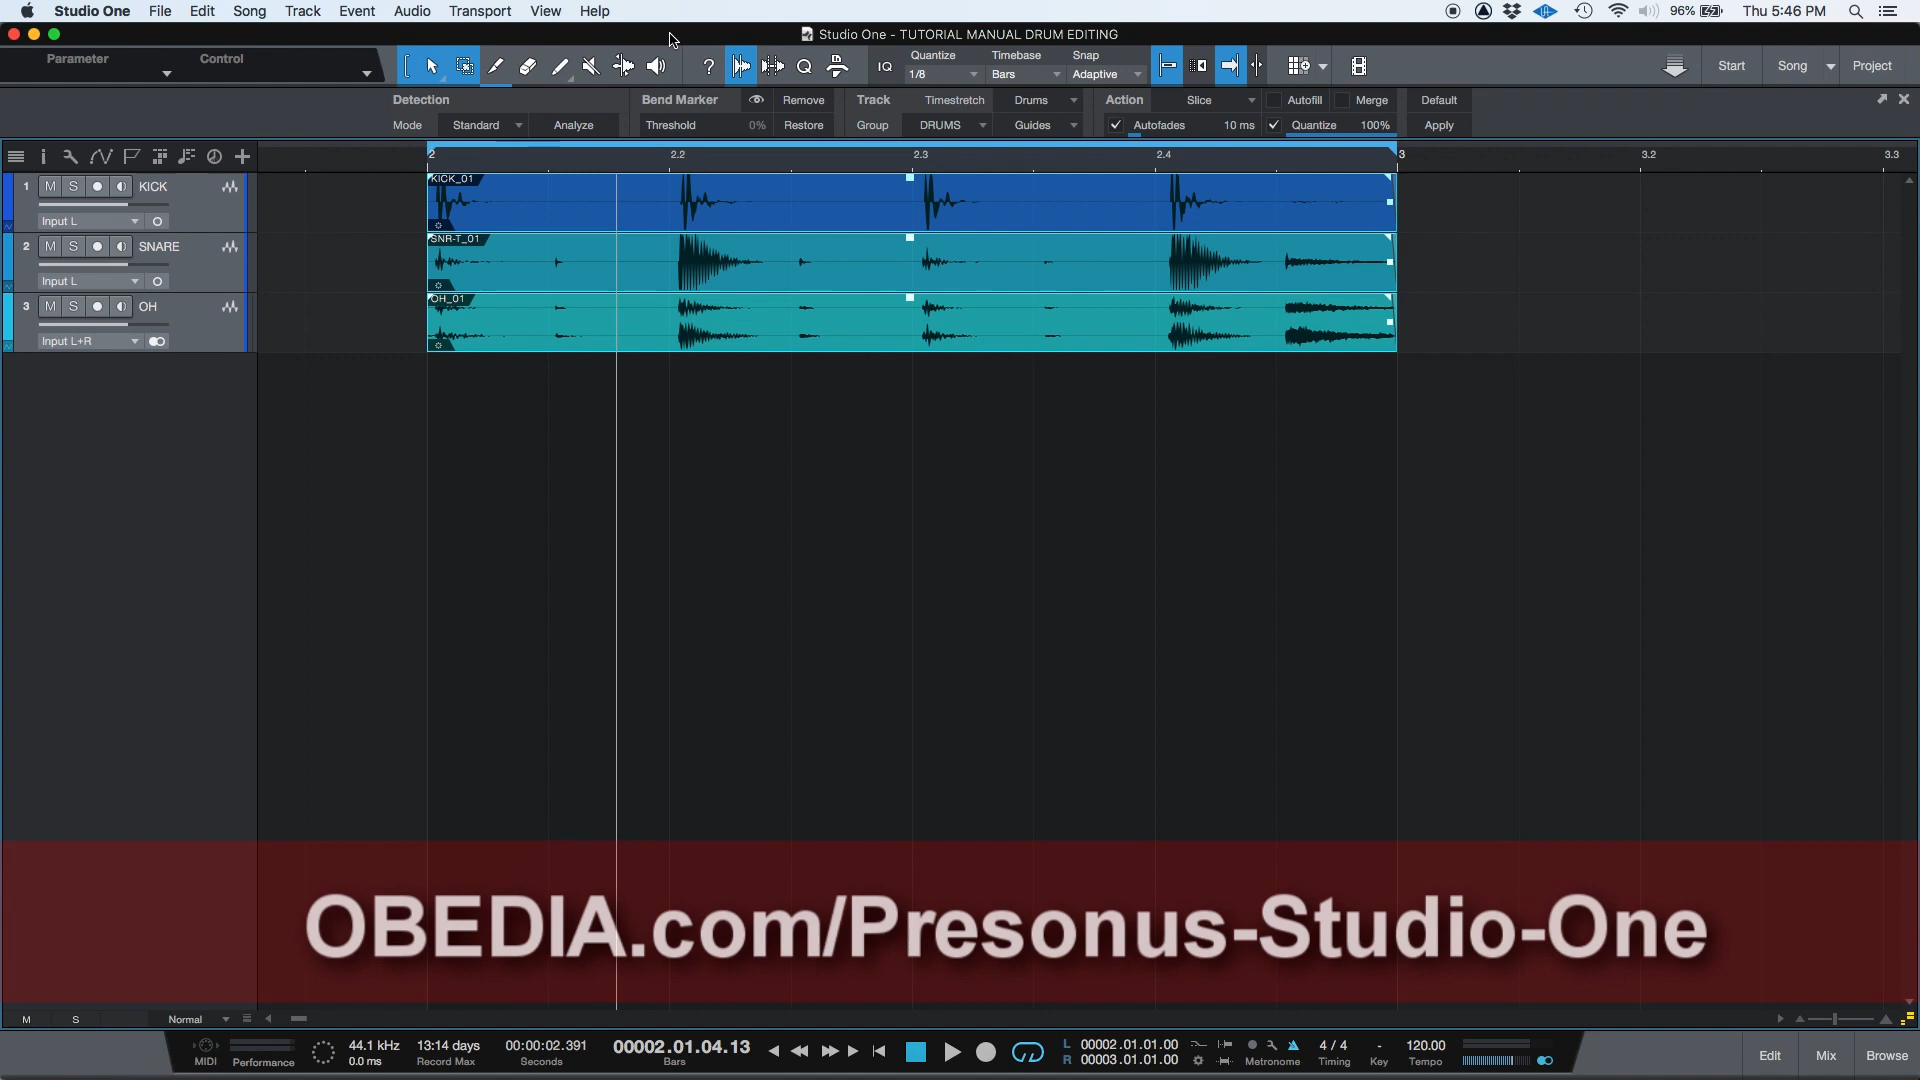 Studio One File Edit Song Track Event Audio Transport View Help
96% Thu 5:46 PM
Studio One - TUTORIAL MANUAL DRUM EDITING
Parameter Control
? Q IQ
Quantize Timebase Snap
1/8 Bars Adaptive
Start Song Project
Detection Bend Marker Remove Track Timestretch Drums Action Slice Autofill Merge Default
Mode Standard Analyze Threshold 0% Restore Group DRUMS Guides Autofades 10 ms Quantize 100% Apply
2 2.2 2.3 2.4 3 3.2 3.3
1 M S KICK
Input L
KICK_01
2 M S SNARE
Input L
SNR-T_01
3 M S OH
Input L+R
OH_01
OBEDIA.com/Presonus-Studio-One
M S Normal
MIDI Performance
44.1 kHz
0.0 ms
13:14 days
Record Max
00:00:02.391
Seconds
00002.01.04.13
Bars
L 00002.01.01.00
R 00003.01.01.00
Metronome
4 / 4
Timing
-
Key
120.00
Tempo
Edit Mix Browse